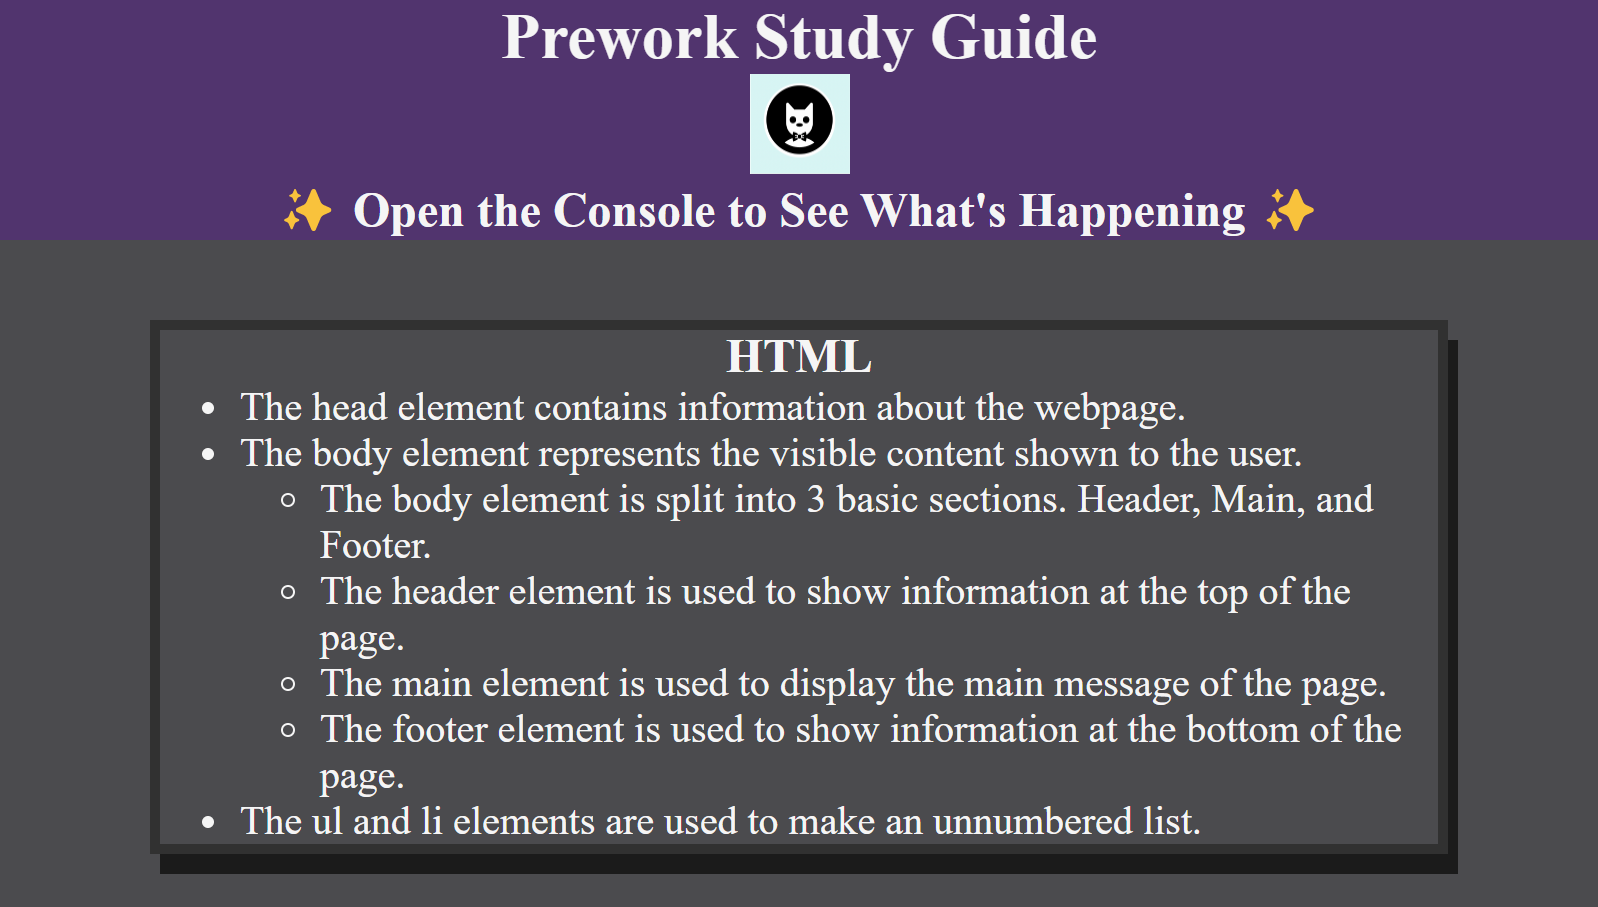 Prework Study Guide
✨ Open the Console to See What's Happening ✨
HTML
• The head element contains information about the webpage.
• The body element represents the visible content shown to the user.
◦ The body element is split into 3 basic sections. Header, Main, and
Footer.
◦ The header element is used to show information at the top of the
page.
◦ The main element is used to display the main message of the page.
◦ The footer element is used to show information at the bottom of the
page.
• The ul and li elements are used to make an unnumbered list.